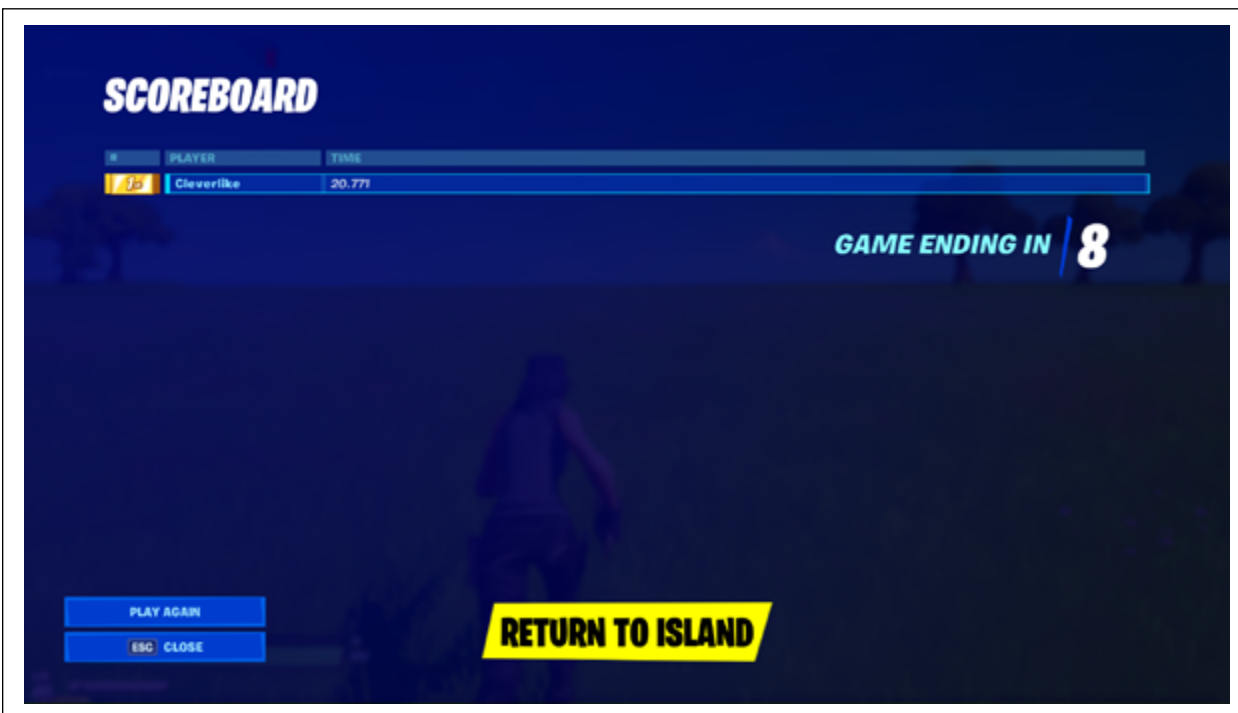 SCOREBOARD
# PLAYER TIME
Cleverlike 20.771
GAME ENDING IN 8
PLAY AGAIN
ESC CLOSE
RETURN TO ISLAND